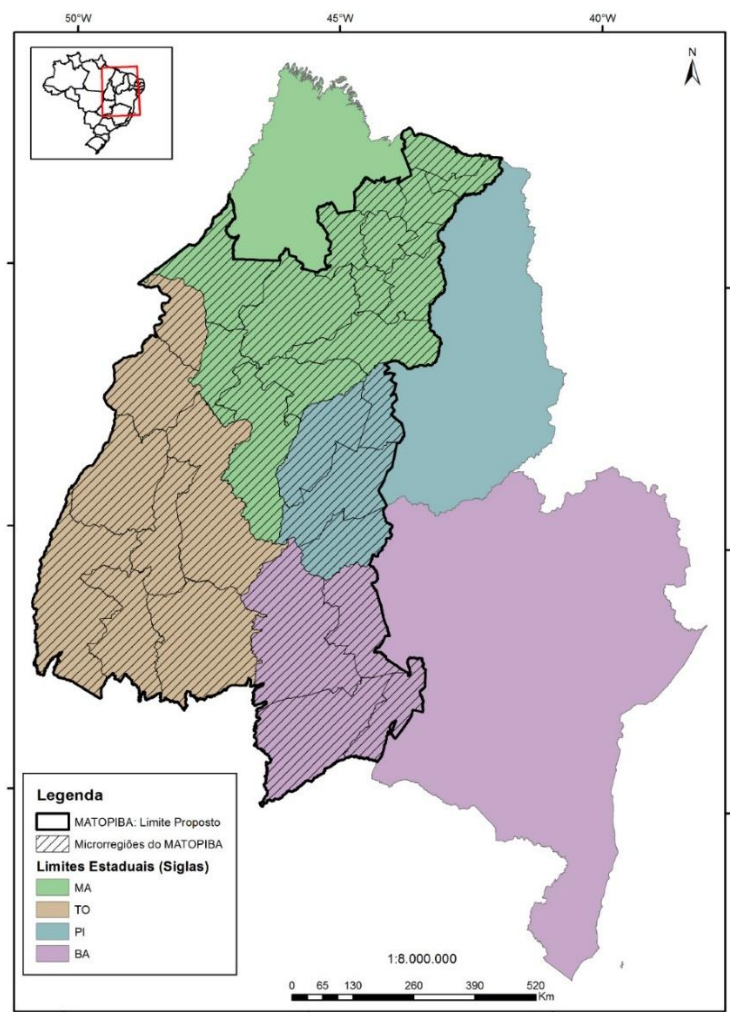 50°W 45°W 40°W
N
Legenda
MATOPIBA: Limite Proposto
Microrregiões do MATOPIBA
Limites Estaduais (Siglas)
MA
TO
PI
BA
1:8.000.000
0 65 130 260 390 520
Km